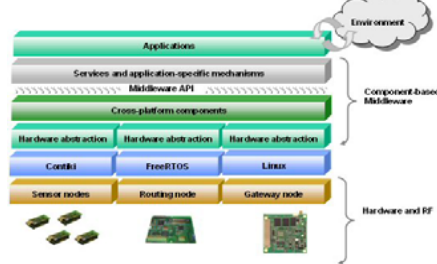 Environment
Applications
Services and application-specific mechanisms
Middleware API
Cross-platform components
Component-based
Middleware
Hardware abstraction Hardware abstraction Hardware abstraction
Contiki FreeRTOS Linux
Sensor nodes Routing node Gateway node
Hardware and RF